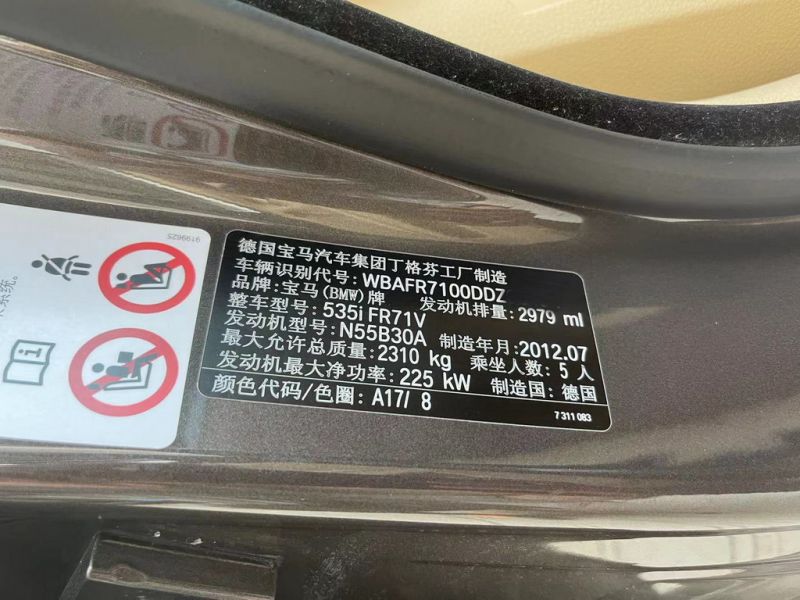 9199625
德国宝马汽车集团丁格芬工厂制造
车辆识别代号: WBAFR7100DDZ
品牌: 宝马(BMW)牌 发动机排量: 2979 ml
整车型号: 535i FR71V
发动机型号: N55B30A 制造年月: 2012.07
最大允许总质量: 2310 kg 乘坐人数: 5 人
发动机最大净功率: 225 kW 制造国: 德国
颜色代码/色圈: A17/ 8
7 311 083
系统。